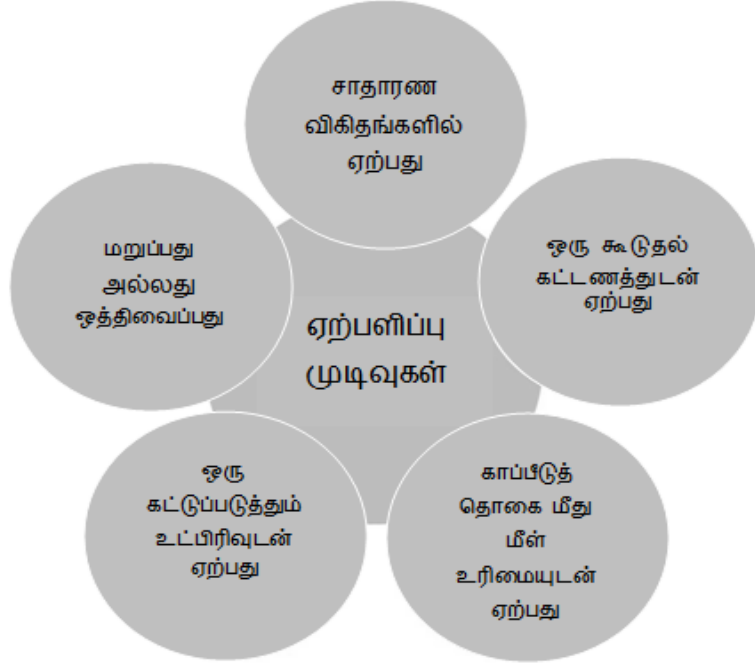 சாதாரண
விகிதங்களில்
ஏற்பது
ஒரு கூடுதல்
கட்டணத்துடன்
ஏற்பது
காப்பீடுத்
தொகை மீது
மீள்
உரிமையுடன்
ஏற்பது
ஒரு
கட்டுப்படுத்தும்
உட்பிரிவுடன்
ஏற்பது
மறுப்பது
அல்லது
ஒத்திவைப்பது
ஏற்பளிப்பு
முடிவுகள்